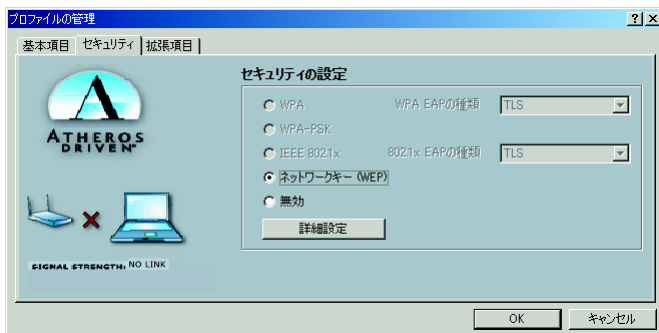 プロファイルの管理
基本項目 セキュリティ 拡張項目
セキュリティの設定
WPA WPA EAPの種類 TLS
WPA-PSK
IEEE 802.1x 802.1x EAPの種類 TLS
ネットワークキー (WEP)
無効
詳細設定
ATHEROS
DRIVEN™
SIGNAL STRENGTH: NO LINK
OK キャンセル